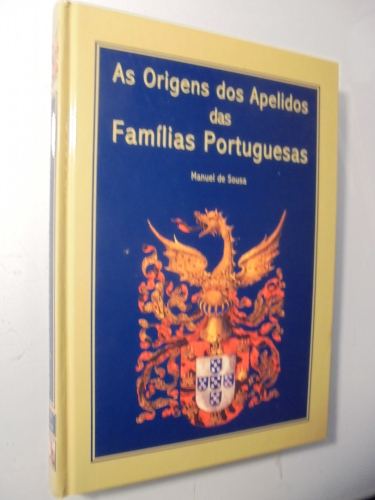 As Origens dos Apelidos
das
Famílias Portuguesas
Manuel de Sousa